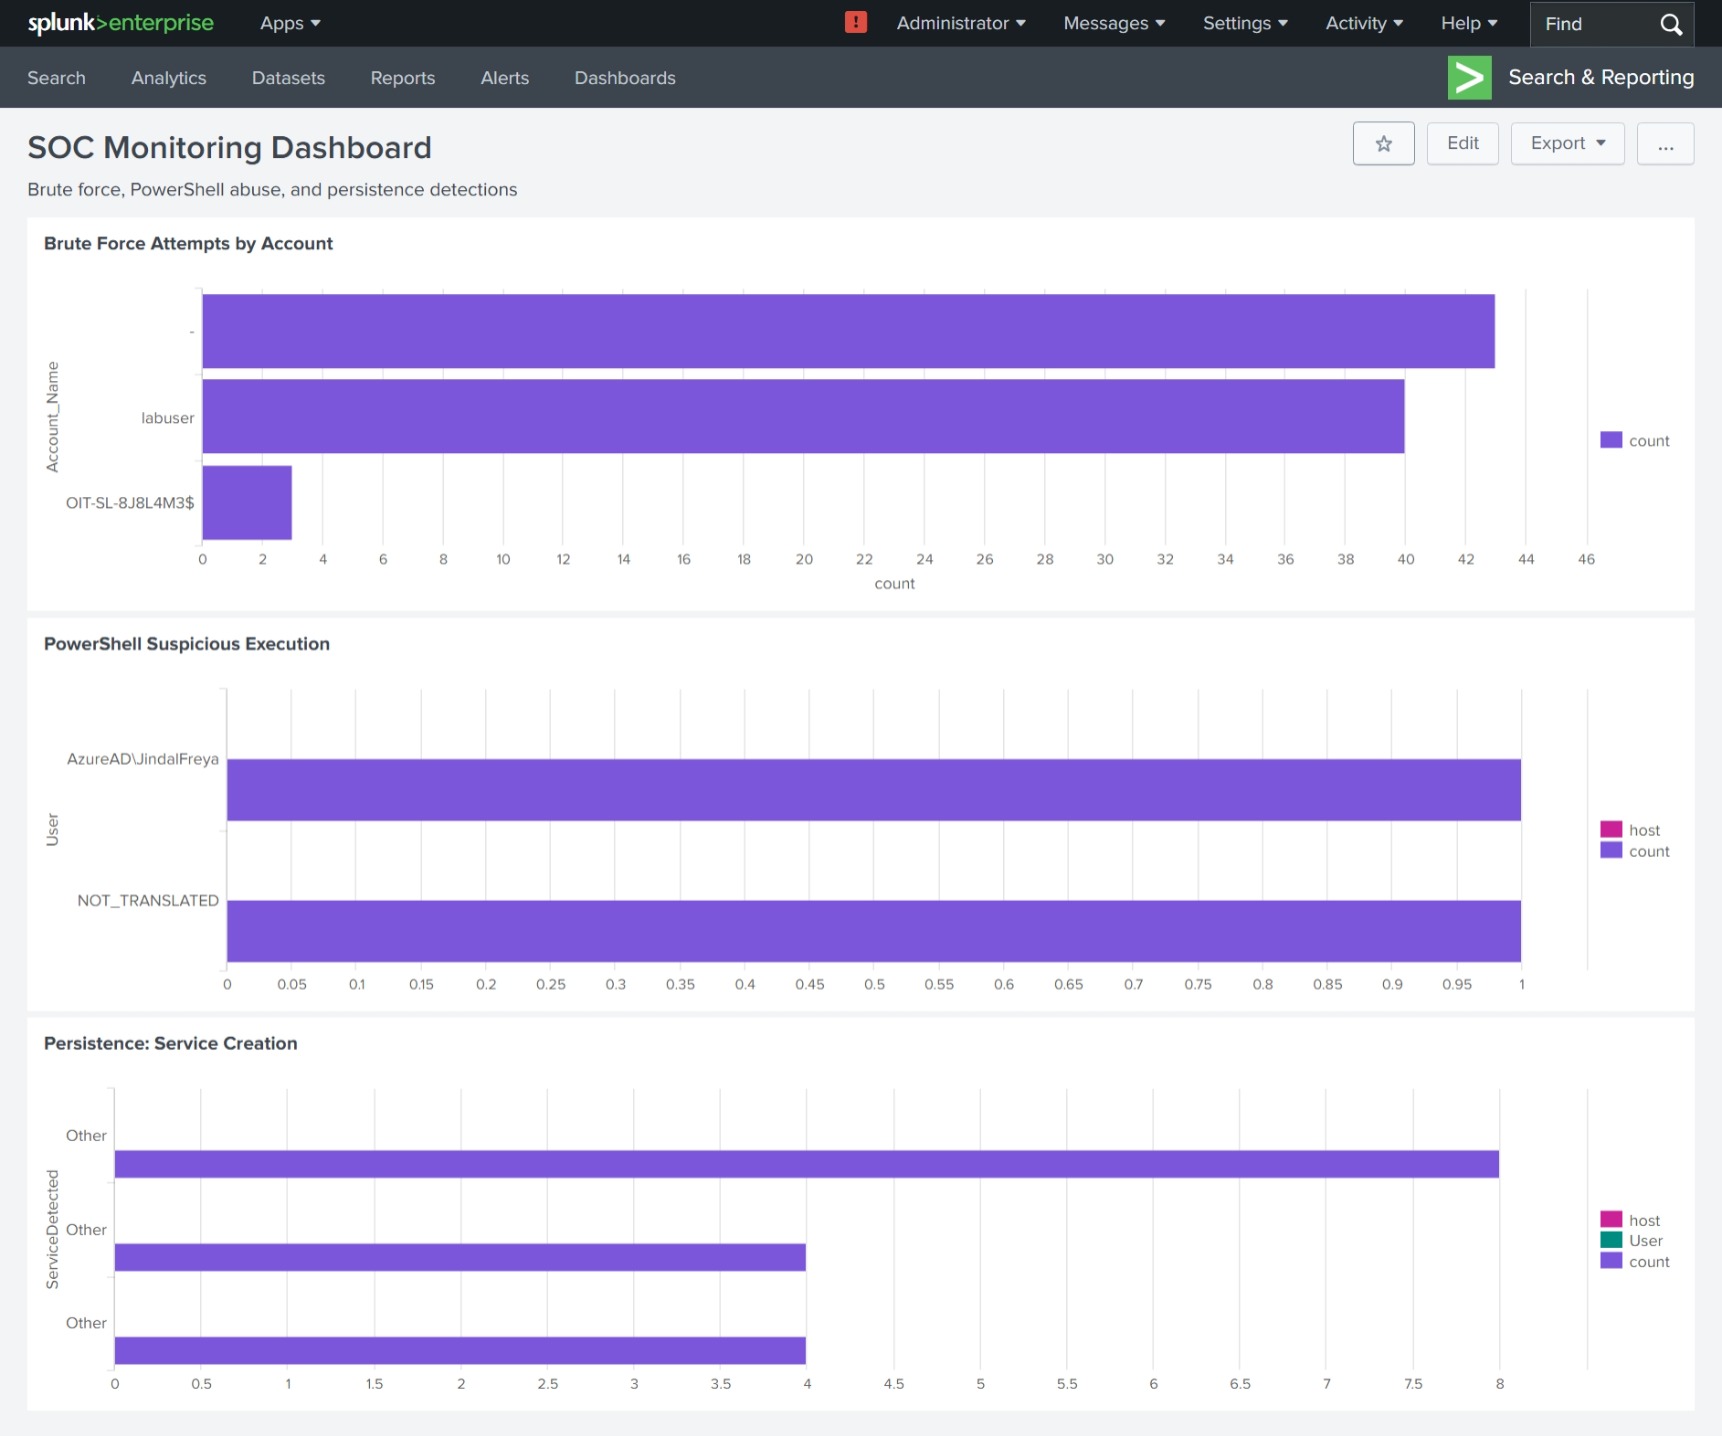 splunk>enterprise Apps ! Administrator Messages Settings Activity Help Find
Search Analytics Datasets Reports Alerts Dashboards > Search & Reporting
SOC Monitoring Dashboard
Edit Export ...
Brute force, PowerShell abuse, and persistence detections
Brute Force Attempts by Account
Account_Name
-
labuser
OIT-SL-8J8L4M3$
0 2 4 6 8 10 12 14 16 18 20 22 24 26 28 30 32 34 36 38 40 42 44 46
count
count
PowerShell Suspicious Execution
User
AzureAD\JindalFreya
NOT_TRANSLATED
0 0.05 0.1 0.15 0.2 0.25 0.3 0.35 0.4 0.45 0.5 0.55 0.6 0.65 0.7 0.75 0.8 0.85 0.9 0.95 1
host
count
Persistence: Service Creation
ServiceDetected
Other
Other
Other
0 0.5 1 1.5 2 2.5 3 3.5 4 4.5 5 5.5 6 6.5 7 7.5 8
host
User
count